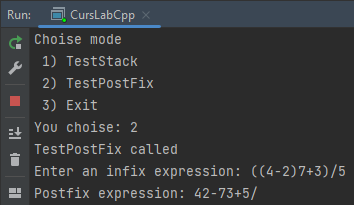 Run: CursLabCpp
Choise mode
1) TestStack
2) TestPostFix
3) Exit
You choise: 2
TestPostFix called
Enter an infix expression: ((4-2)7+3)/5
Postfix expression: 42-73+5/